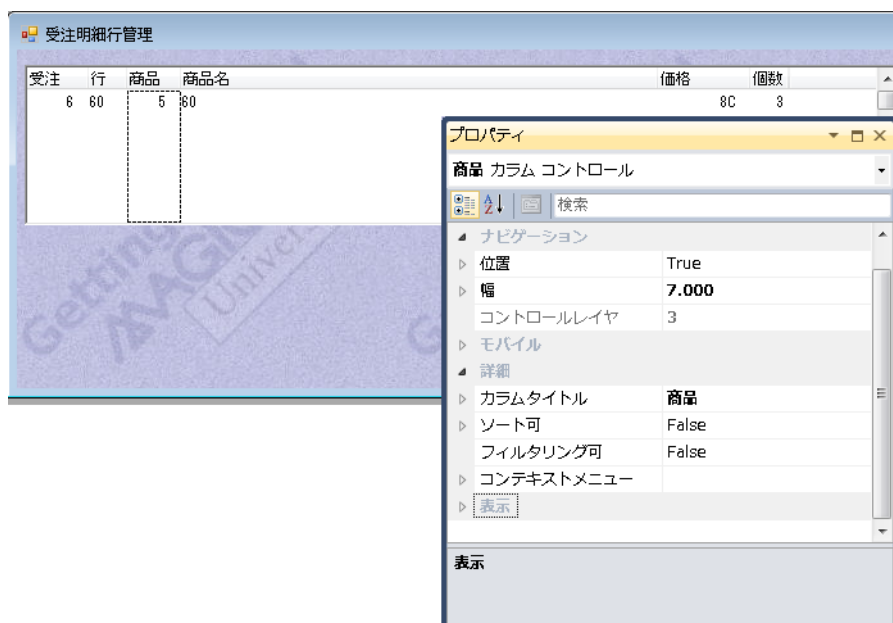 受注明細行管理
受注 行 商品 商品名 価格 個数
6 60 5 60 8C 3
プロパティ
商品 カラム コントロール
検索
ナビゲーション
位置 True
幅 7.000
コントロールレイヤ 3
モバイル
詳細
カラムタイトル 商品
ソート可 False
フィルタリング可 False
コンテキストメニュー
表示
表示
Getting
MAGIC
Univer
G